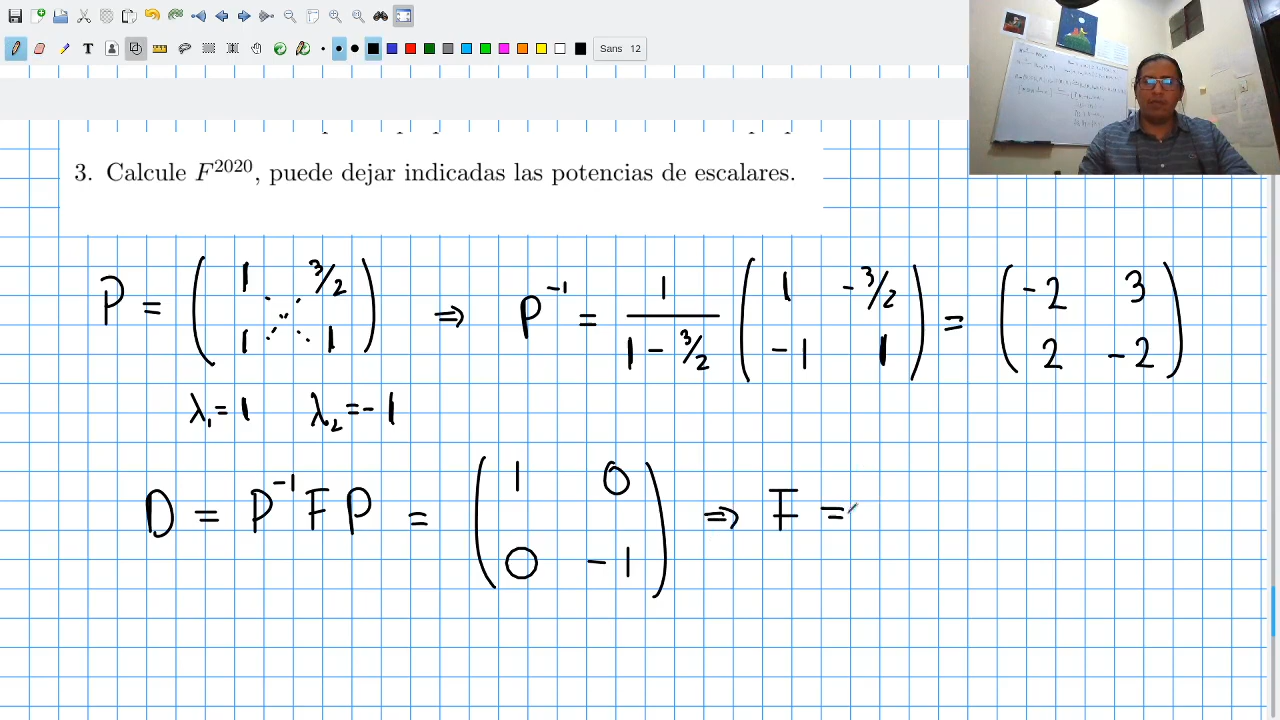 Sans 12
3. Calcule F^2020, puede dejar indicadas las potencias de escalares.
P = ( 1 3/2 ; 1 1 ) ⇒ P^-1 = 1/(1 - 3/2) ( 1 -3/2 ; -1 1 ) = ( -2 3 ; 2 -2 )
λ₁ = 1 λ₂ = -1
D = P^-1 F P = ( 1 0 ; 0 -1 ) ⇒ F =